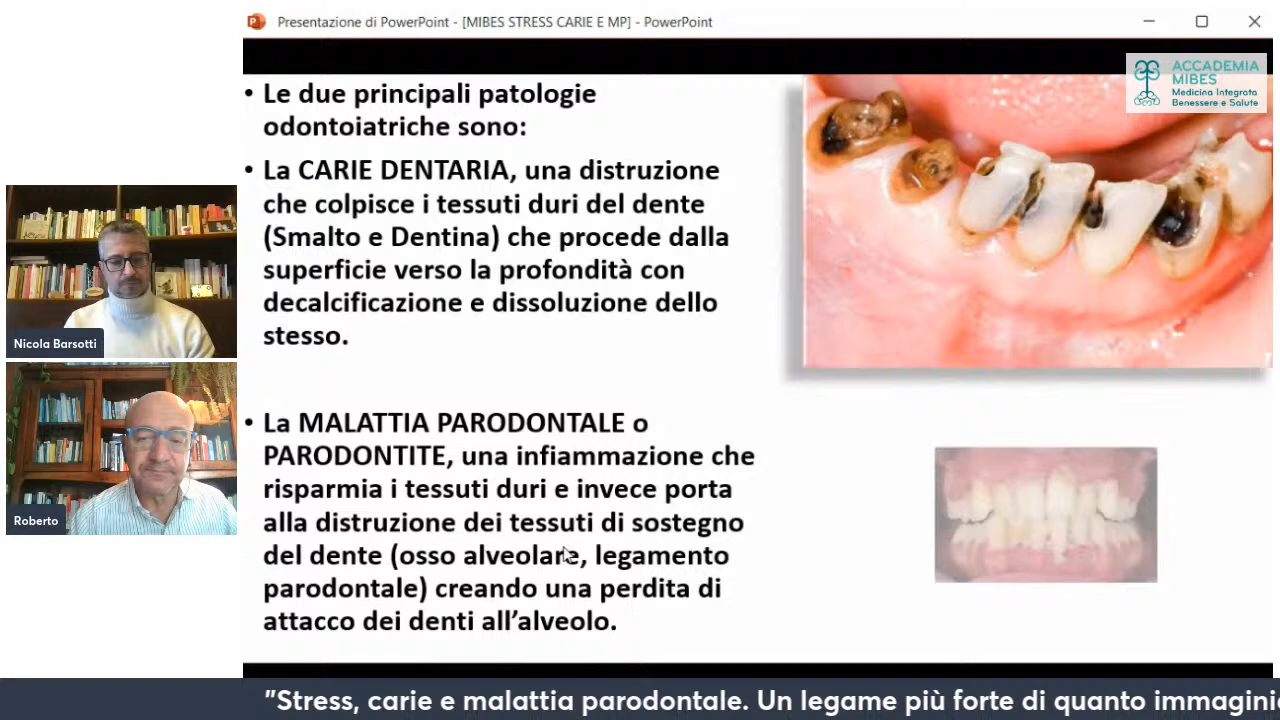 Presentazione di PowerPoint - [MIBES STRESS CARIE E MP] - PowerPoint
ACCADEMIA
MIBES
Medicina Integrata
Benessere e Salute
• Le due principali patologie
odontoiatriche sono:
• La CARIE DENTARIA, una distruzione
che colpisce i tessuti duri del dente
(Smalto e Dentina) che procede dalla
superficie verso la profondità con
decalcificazione e dissoluzione dello
stesso.
• La MALATTIA PARODONTALE o
PARODONTITE, una infiammazione che
risparmia i tessuti duri e invece porta
alla distruzione dei tessuti di sostegno
del dente (osso alveolare, legamento
parodontale) creando una perdita di
attacco dei denti all’alveolo.
Nicola Barsotti
Roberto
"Stress, carie e malattia parodontale. Un legame più forte di quanto immagini